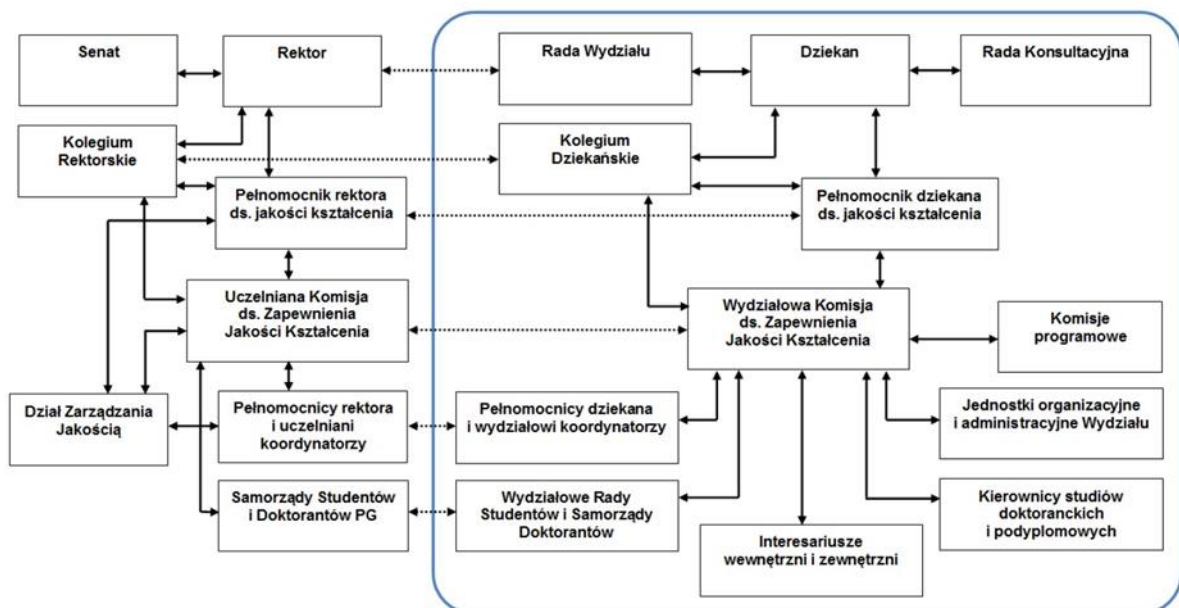 Senat
Rektor
Rada Wydziału
Dziekan
Rada Konsultacyjna
Kolegium
Rektorskie
Kolegium
Dziekańskie
Pełnomocnik rektora
ds. jakości kształcenia
Pełnomocnik dziekana
ds. jakości kształcenia
Uczelniana Komisja
ds. Zapewnienia
Jakości Kształcenia
Wydziałowa Komisja
ds. Zapewnienia
Jakości Kształcenia
Komisje
programowe
Dział Zarządzania
Jakością
Pełnomocnicy rektora
i uczelniani
koordynatorzy
Pełnomocnicy dziekana
i wydziałowi koordynatorzy
Jednostki organizacyjne
i administracyjne Wydziału
Samorządy Studentów
i Doktorantów PG
Wydziałowe Rady
Studentów i Samorządy
Doktorantów
Interesariusze
wewnętrzni i zewnętrzni
Kierownicy studiów
doktoranckich
i podyplomowych